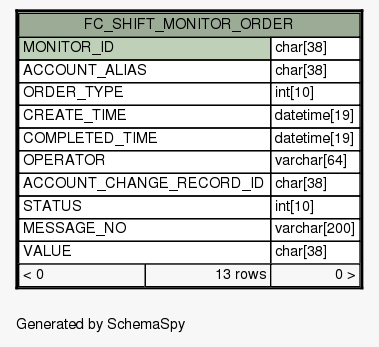 FC_SHIFT_MONITOR_ORDER
MONITOR_ID char[38]
ACCOUNT_ALIAS char[38]
ORDER_TYPE int[10]
CREATE_TIME datetime[19]
COMPLETED_TIME datetime[19]
OPERATOR varchar[64]
ACCOUNT_CHANGE_RECORD_ID char[38]
STATUS int[10]
MESSAGE_NO varchar[200]
VALUE char[38]
< 0 13 rows 0 >
Generated by SchemaSpy